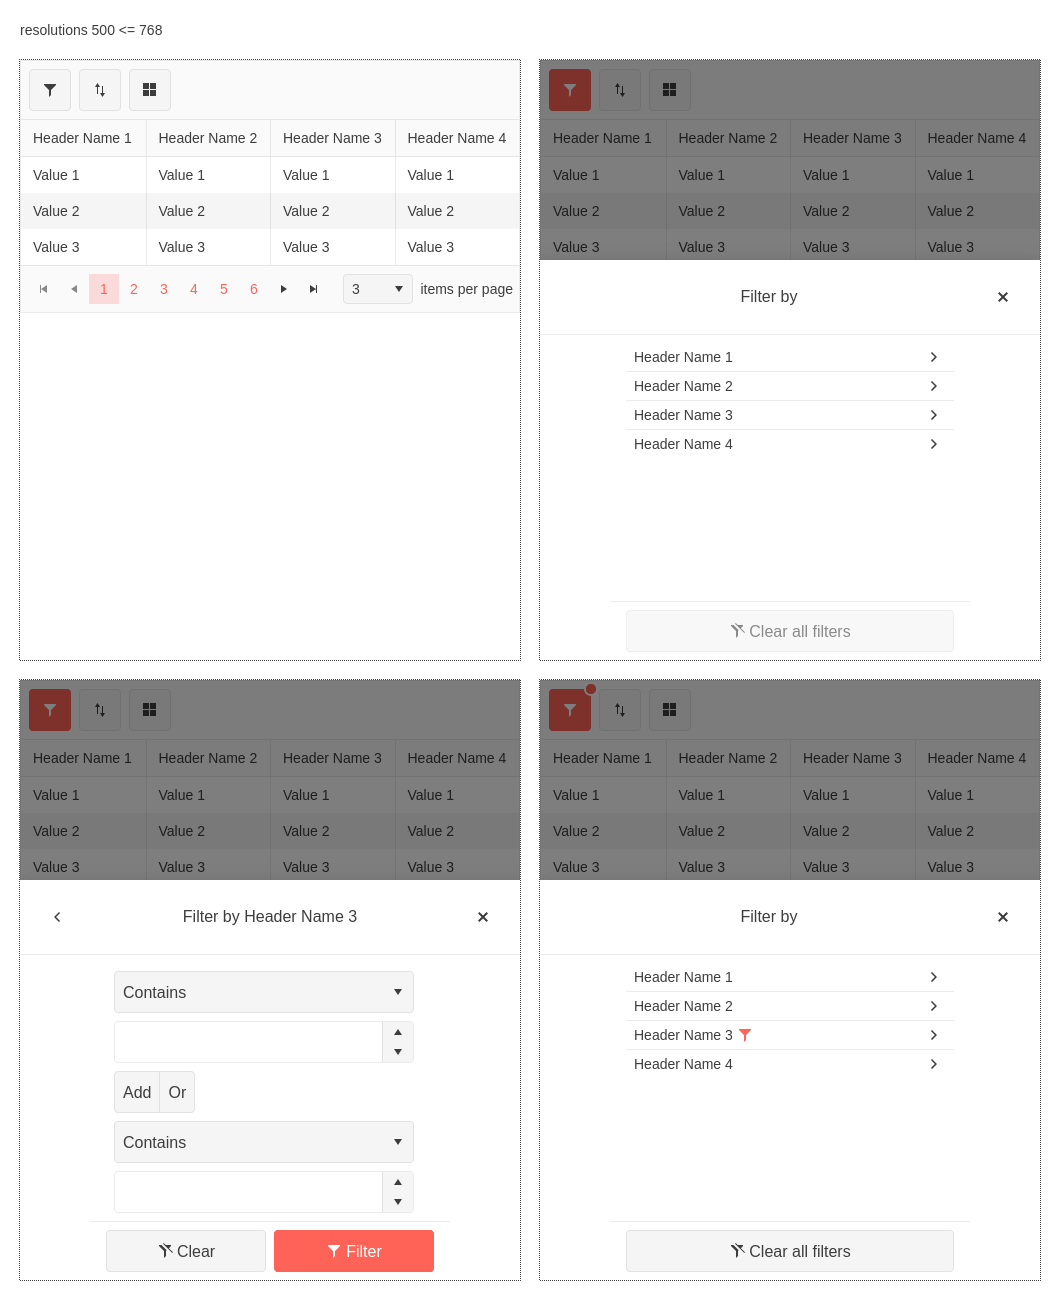 resolutions 500 <= 768
Header Name 1 Header Name 2 Header Name 3 Header Name 4
Value 1 Value 1 Value 1 Value 1
Value 2 Value 2 Value 2 Value 2
Value 3 Value 3 Value 3 Value 3
1 2 3 4 5 6 3 items per page
Header Name 1 Header Name 2 Header Name 3 Header Name 4
Value 1 Value 1 Value 1 Value 1
Value 2 Value 2 Value 2 Value 2
Value 3 Value 3 Value 3 Value 3
Filter by
Header Name 1
Header Name 2
Header Name 3
Header Name 4
Clear all filters
Header Name 1 Header Name 2 Header Name 3 Header Name 4
Value 1 Value 1 Value 1 Value 1
Value 2 Value 2 Value 2 Value 2
Value 3 Value 3 Value 3 Value 3
Filter by Header Name 3
Contains
Add Or
Contains
Clear Filter
Header Name 1 Header Name 2 Header Name 3 Header Name 4
Value 1 Value 1 Value 1 Value 1
Value 2 Value 2 Value 2 Value 2
Value 3 Value 3 Value 3 Value 3
Filter by
Header Name 1
Header Name 2
Header Name 3
Header Name 4
Clear all filters